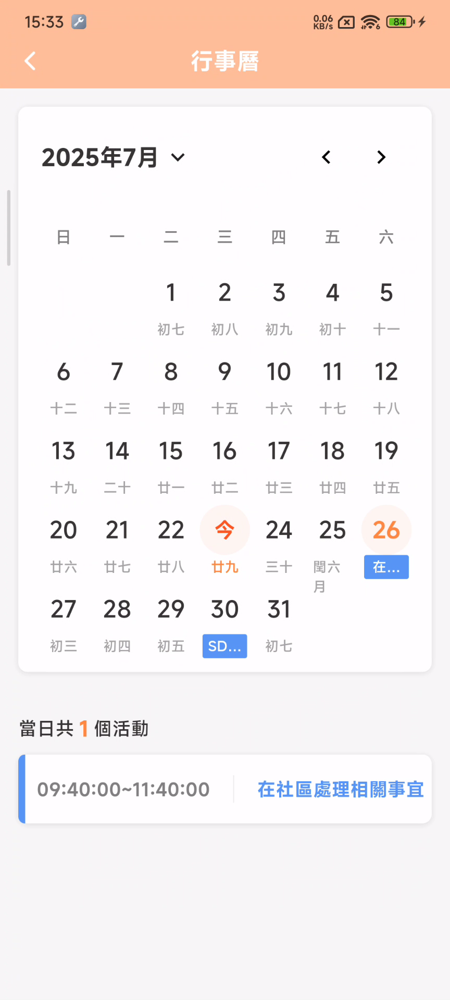 15:33
0.06
KB/s
6
84
行事曆
2025年7月
日 一 二 三 四 五 六
1 2 3 4 5
初七 初八 初九 初十 十一
6 7 8 9 10 11 12
十二 十三 十四 十五 十六 十七 十八
13 14 15 16 17 18 19
十九 二十 廿一 廿二 廿三 廿四 廿五
20 21 22 今 24 25 26
廿六 廿七 廿八 廿九 三十 閏六月 在...
27 28 29 30 31
初三 初四 初五 SD... 初七
當日共 1 個活動
09:40:00~11:40:00 在社區處理相關事宜